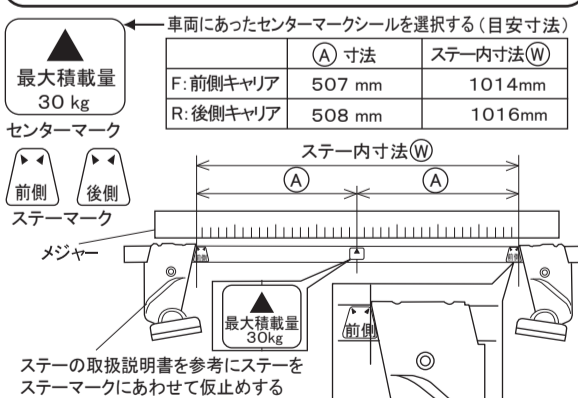 車両にあったセンターマークシールを選択する(目安寸法)
最大積載量
30 kg
センターマーク
Ⓐ 寸法 ステー内寸法Ⓦ
F:前側キャリア 507 mm 1014mm
R:後側キャリア 508 mm 1016mm
前側 後側
ステーマーク
ステー内寸法Ⓦ
Ⓐ Ⓐ
メジャー
前側
最大積載量
30kg
前側
ステーの取扱説明書を参考にステーを
ステーマークにあわせて仮止めする